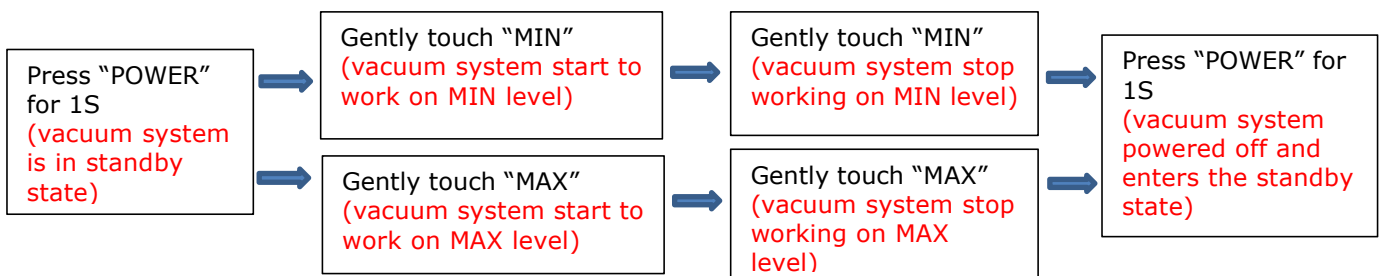 Press “POWER”
for 1S
(vacuum system
is in standby
state)
Gently touch “MIN”
(vacuum system start to
work on MIN level)
Gently touch “MIN”
(vacuum system stop
working on MIN level)
Gently touch “MAX”
(vacuum system start to
work on MAX level)
Gently touch “MAX”
(vacuum system stop
working on MAX
level)
Press “POWER” for
1S
(vacuum system
powered off and
enters the standby
state)